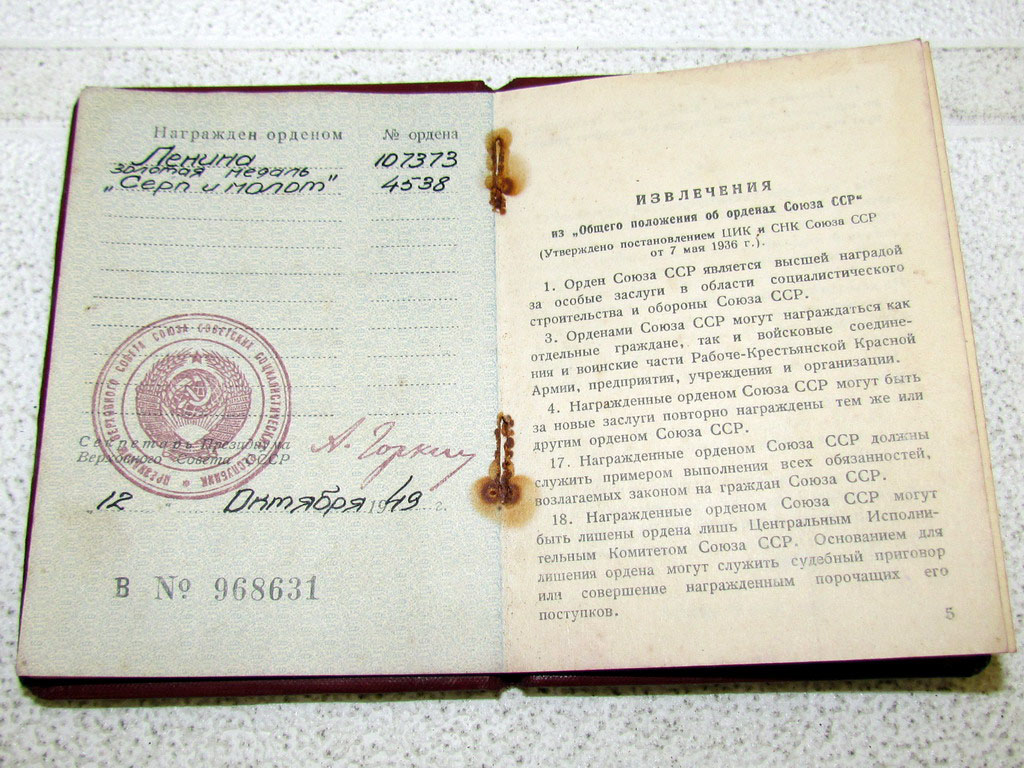 Награжден орденом № ордена
Ленина 107373
золотая медаль
„Серп и молот" 4538
Секретарь Президиума
Верховного Совета СССР
А. Горкин
„12 " Октября 1949 г.
В № 968631
ИЗВЛЕЧЕНИЯ
из „Общего положения об орденах Союза ССР“
(Утверждено постановлением ЦИК и СНК Союза ССР
от 7 мая 1936 г.).
1. Орден Союза ССР является высшей наградой
за особые заслуги в области социалистического
строительства и обороны Союза ССР.
3. Орденами Союза ССР могут награждаться как
отдельные граждане, так и войсковые соедине-
ния и воинские части Рабоче-Крестьянской Красной
Армии, предприятия, учреждения и организации.
4. Награжденные орденом Союза ССР могут быть
за новые заслуги повторно награждены тем же или
другим орденом Союза ССР.
17. Награжденные орденом Союза ССР должны
служить примером выполнения всех обязанностей,
возлагаемых законом на граждан Союза ССР.
18. Награжденные орденом Союза ССР могут
быть лишены ордена лишь Центральным Исполни-
тельным Комитетом Союза ССР. Основанием для
лишения ордена могут служить судебный приговор
или совершение награжденным порочащих его
поступков.
5